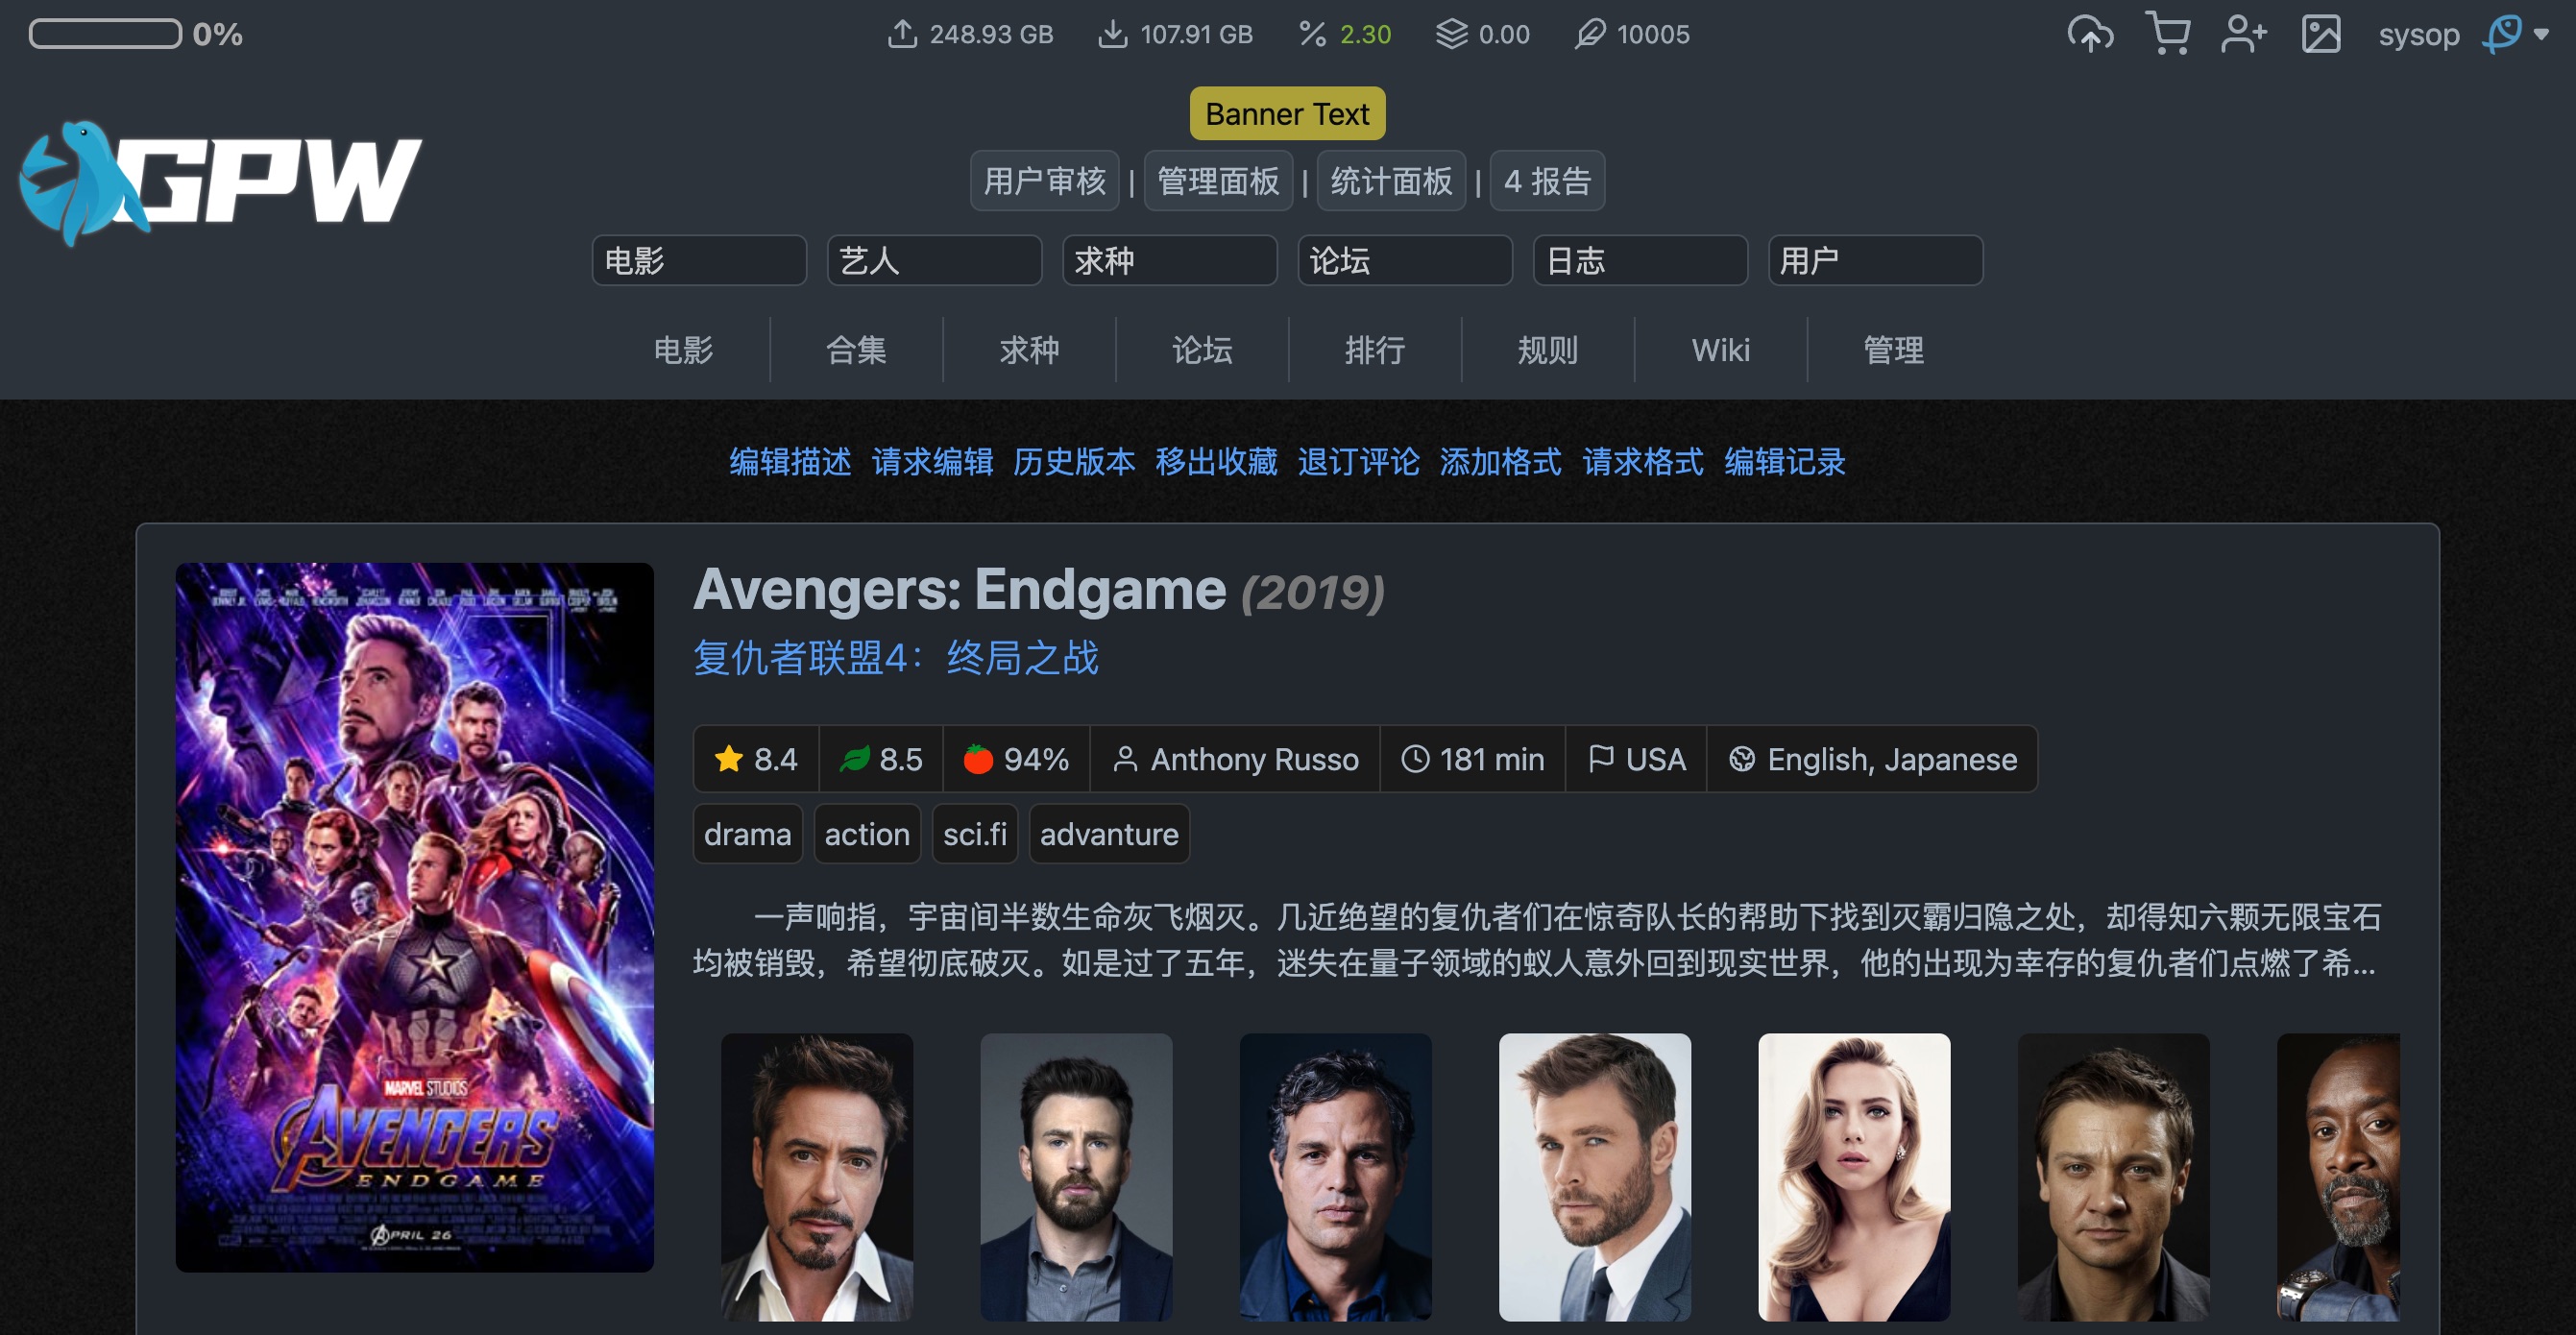 0%
248.93 GB 107.91 GB 2.30 0.00 10005
sysop
Banner Text
GPW
用户审核 | 管理面板 | 统计面板 | 4 报告
电影 艺人 求种 论坛 日志 用户
电影 合集 求种 论坛 排行 规则 Wiki 管理
编辑描述 请求编辑 历史版本 移出收藏 退订评论 添加格式 请求格式 编辑记录
Avengers: Endgame (2019)
复仇者联盟4：终局之战
8.4 8.5 94% Anthony Russo 181 min USA English, Japanese
drama action sci.fi advanture
一声响指，宇宙间半数生命灰飞烟灭。几近绝望的复仇者们在惊奇队长的帮助下找到灭霸归隐之处，却得知六颗无限宝石
均被销毁，希望彻底破灭。如是过了五年，迷失在量子领域的蚁人意外回到现实世界，他的出现为幸存的复仇者们点燃了希...
MARVEL STUDIOS
AVENGERS
ENDGAME
APRIL 26